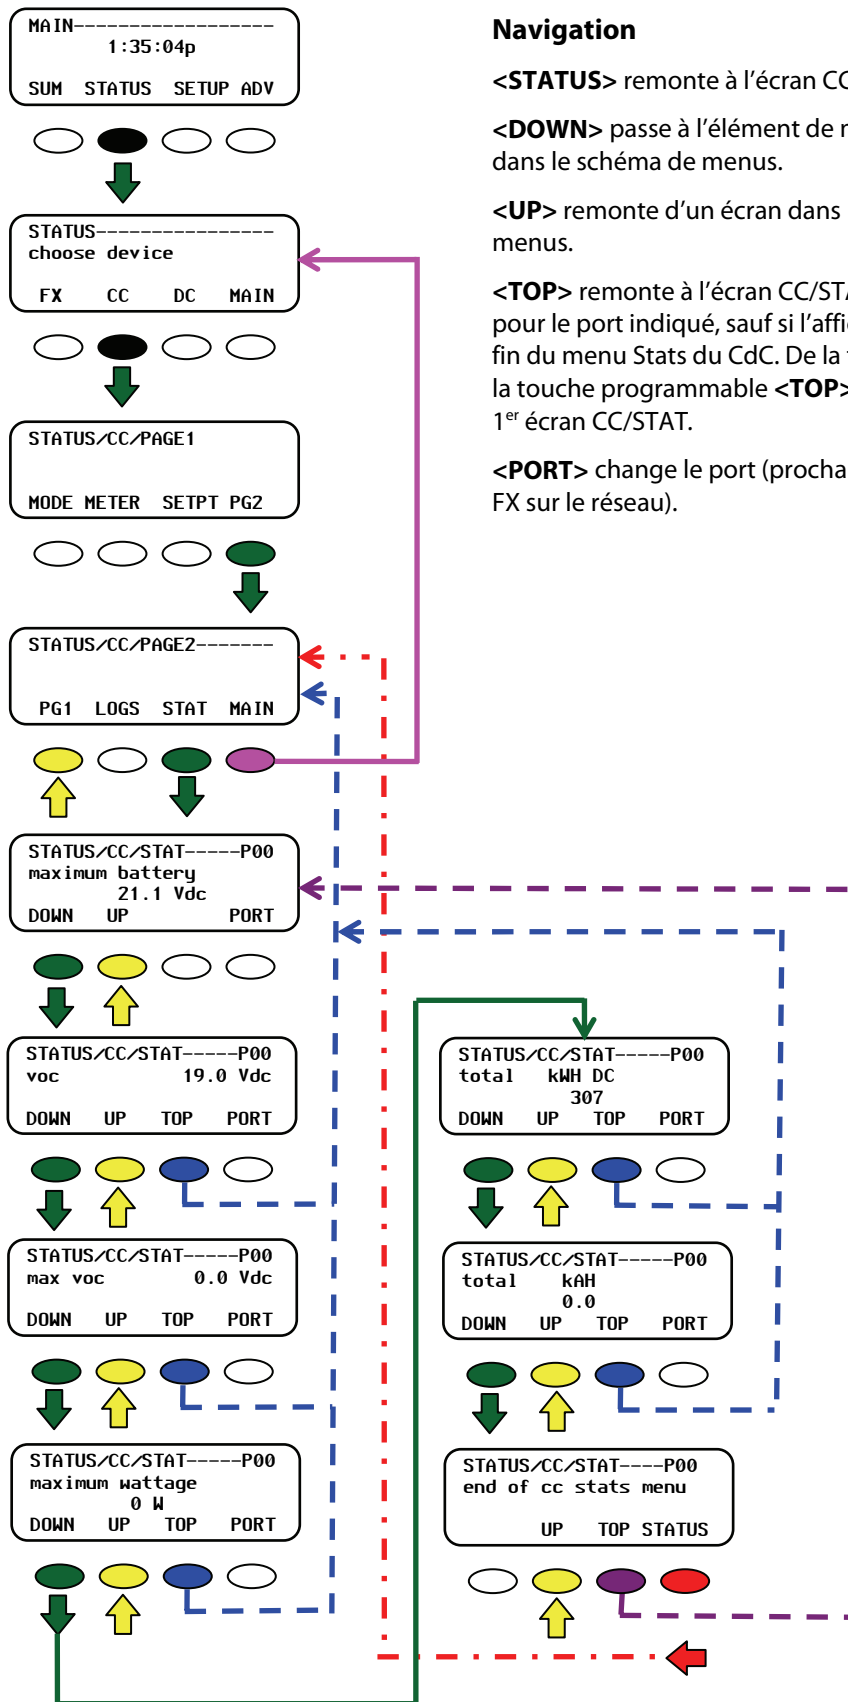 MAIN------------------
1:35:04p
SUM STATUS SETUP ADV
STATUS----------------
choose device
FX CC DC MAIN
STATUS/CC/PAGE1
MODE METER SETPT PG2
STATUS/CC/PAGE2-------
PG1 LOGS STAT MAIN
STATUS/CC/STAT-----P00
maximum battery
21.1 Vdc
DOWN UP PORT
STATUS/CC/STAT-----P00
voc 19.0 Vdc
DOWN UP TOP PORT
STATUS/CC/STAT-----P00
max voc 0.0 Vdc
DOWN UP TOP PORT
STATUS/CC/STAT-----P00
maximum wattage
0 W
DOWN UP TOP PORT
Navigation
<STATUS> remonte à l'écran CC
<DOWN> passe à l'élément de
dans le schéma de menus.
<UP> remonte d'un écran dans
menus.
<TOP> remonte à l'écran CC/STA
pour le port indiqué, sauf si l'affi
fin du menu Stats du CdC. De la
la touche programmable <TOP>
1er écran CC/STAT.
<PORT> change le port (procha
FX sur le réseau).
STATUS/CC/STAT-----P00
total kWH DC
307
DOWN UP TOP PORT
STATUS/CC/STAT-----P00
total kAH
0.0
DOWN UP TOP PORT
STATUS/CC/STAT----P00
end of cc stats menu
UP TOP STATUS